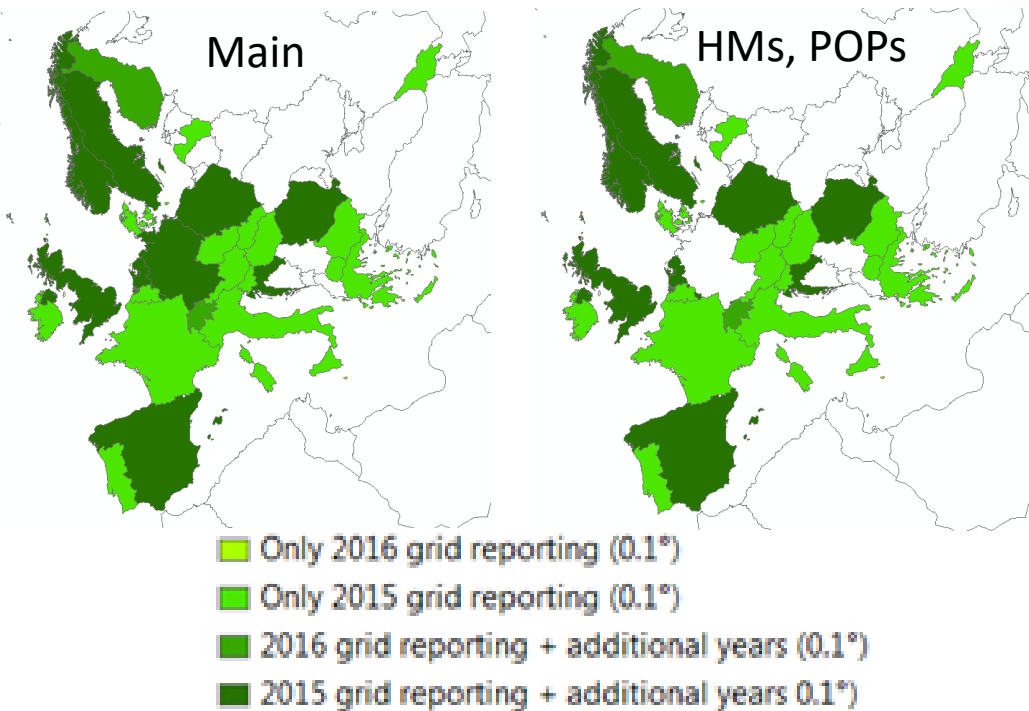 Main
HMs, POPs
Only 2016 grid reporting (0.1°)
Only 2015 grid reporting (0.1°)
2016 grid reporting + additional years (0.1°)
2015 grid reporting + additional years 0.1°)